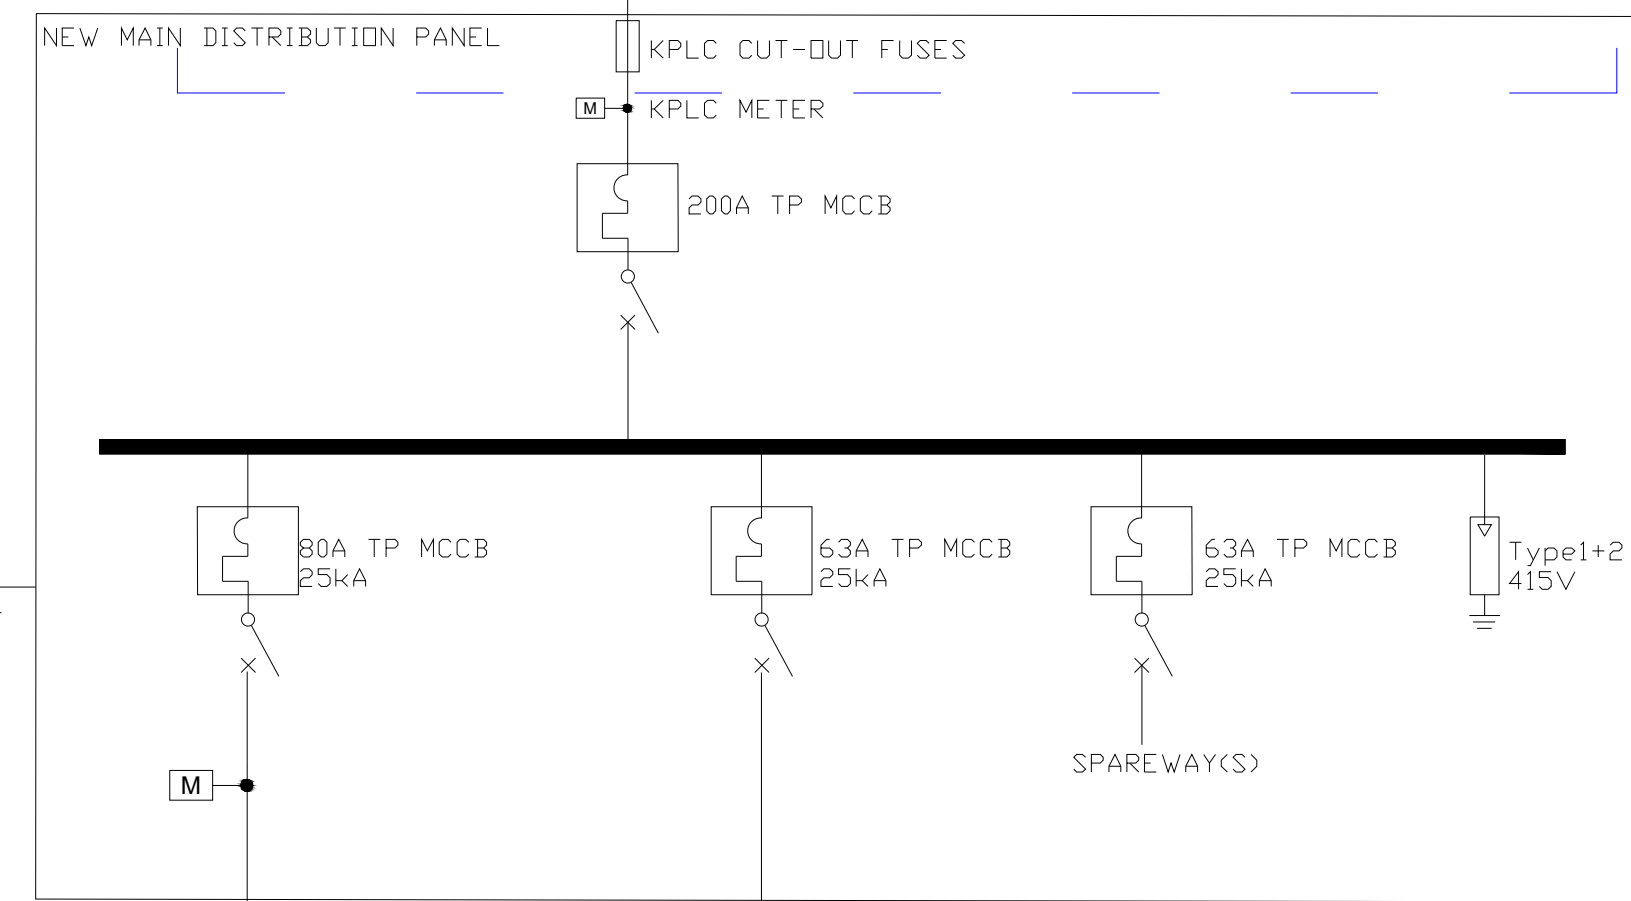 NEW MAIN DISTRIBUTION PANEL
KPLC CUT-OUT FUSES
M
KPLC METER
200A TP MCCB
80A TP MCCB
25kA
63A TP MCCB
25kA
63A TP MCCB
25kA
Type1+2
415V
SPAREWAY(S)
M